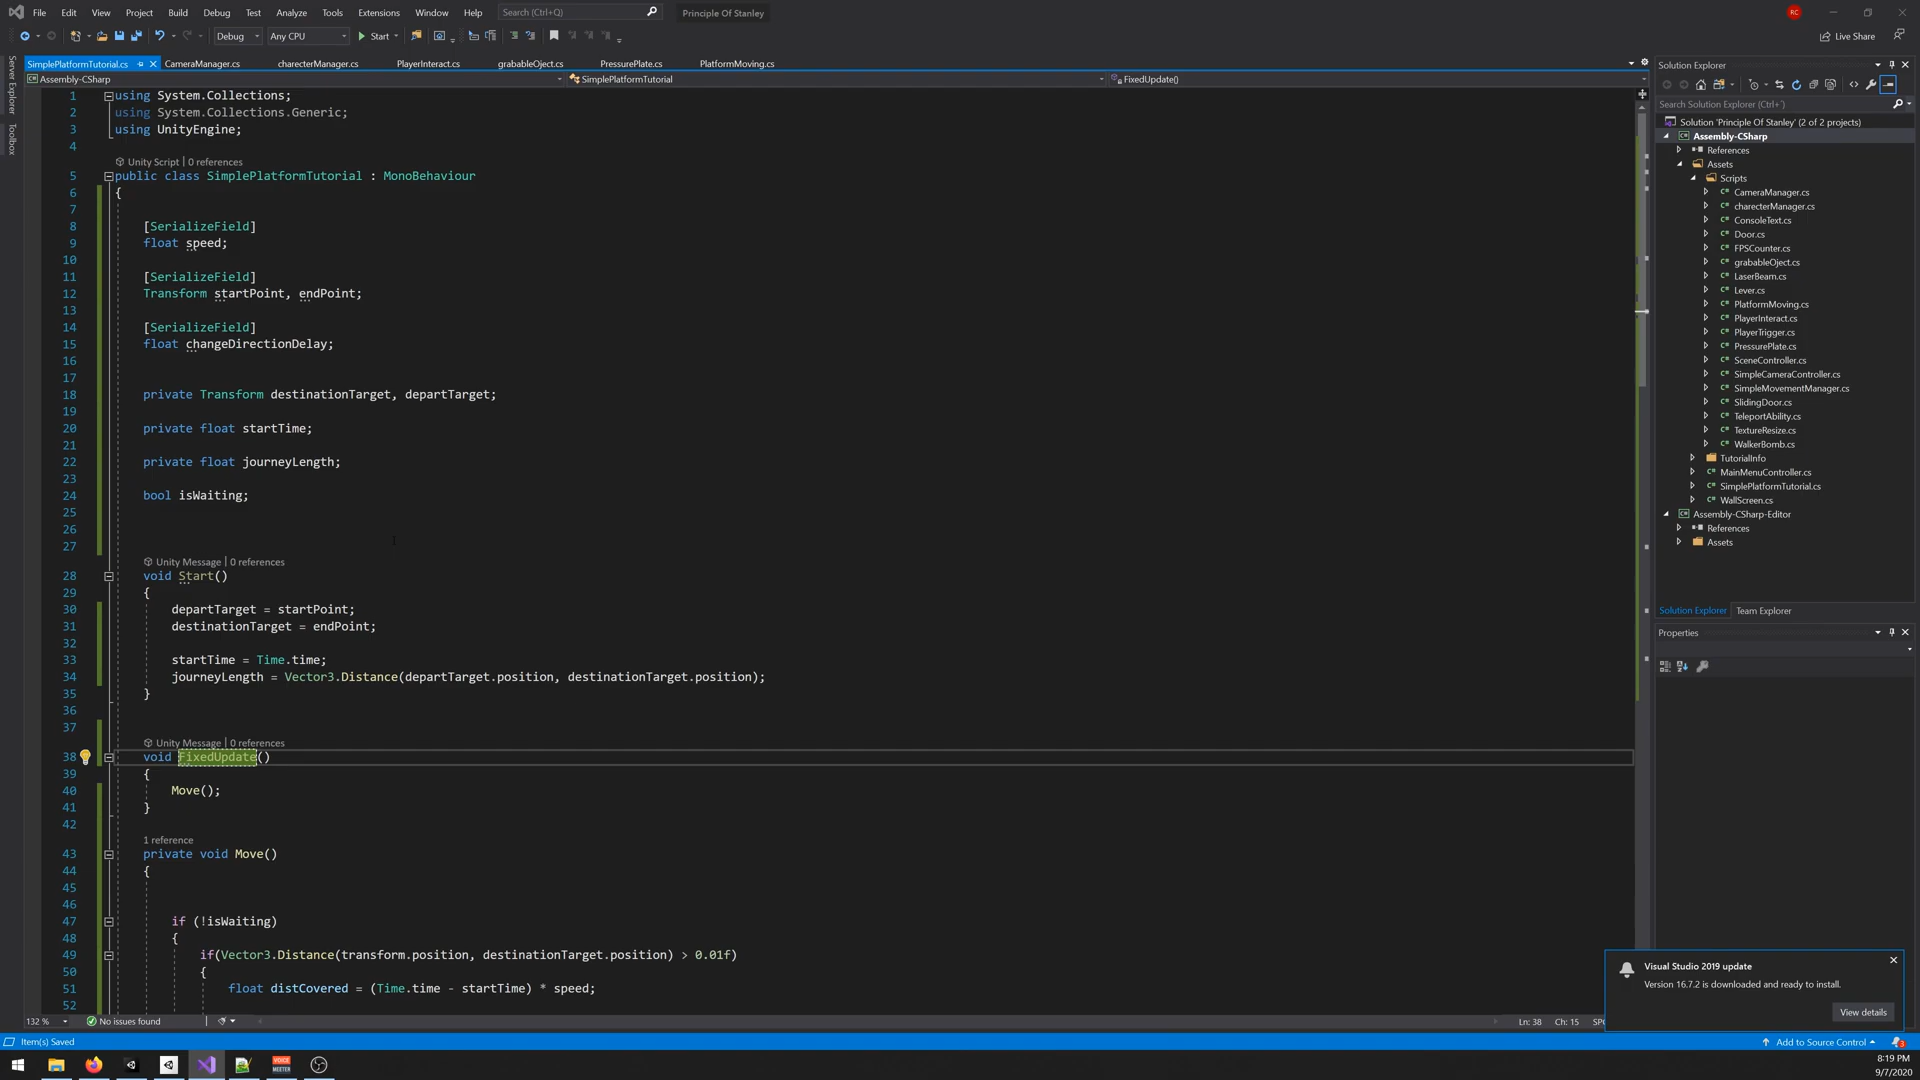 File Edit View Project Build Debug Test Analyze Tools Extensions Window Help Search (Ctrl+Q) Principle Of Stanley RC
Debug Any CPU Start Live Share
SimplePlatformTutorial.cs CameraManager.cs charecterManager.cs PlayerInteract.cs grabableOject.cs PressurePlate.cs PlatformMoving.cs
Assembly-CSharp SimplePlatformTutorial FixedUpdate()
Server Explorer
Toolbox
1 using System.Collections;
2 using System.Collections.Generic;
3 using UnityEngine;
4
Unity Script | 0 references
5 public class SimplePlatformTutorial : MonoBehaviour
6 {
7
8 [SerializeField]
9 float speed;
10
11 [SerializeField]
12 Transform startPoint, endPoint;
13
14 [SerializeField]
15 float changeDirectionDelay;
16
17
18 private Transform destinationTarget, departTarget;
19
20 private float startTime;
21
22 private float journeyLength;
23
24 bool isWaiting;
25
26
27
Unity Message | 0 references
28 void Start()
29 {
30 departTarget = startPoint;
31 destinationTarget = endPoint;
32
33 startTime = Time.time;
34 journeyLength = Vector3.Distance(departTarget.position, destinationTarget.position);
35 }
36
37
Unity Message | 0 references
38 void FixedUpdate()
39 {
40 Move();
41 }
42
1 reference
43 private void Move()
44 {
45
46
47 if (!isWaiting)
48 {
49 if(Vector3.Distance(transform.position, destinationTarget.position) > 0.01f)
50 {
51 float distCovered = (Time.time - startTime) * speed;
52
132 % No issues found Ln: 38 Ch: 15 SPC
Solution Explorer
Search Solution Explorer (Ctrl+')
Solution 'Principle Of Stanley' (2 of 2 projects)
Assembly-CSharp
References
Assets
Scripts
C# CameraManager.cs
C# charecterManager.cs
C# ConsoleText.cs
C# Door.cs
C# FPSCounter.cs
C# grabableOject.cs
C# LaserBeam.cs
C# Lever.cs
C# PlatformMoving.cs
C# PlayerInteract.cs
C# PlayerTrigger.cs
C# PressurePlate.cs
C# SceneController.cs
C# SimpleCameraController.cs
C# SimpleMovementManager.cs
C# SlidingDoor.cs
C# TeleportAbility.cs
C# TextureResize.cs
C# WalkerBomb.cs
TutorialInfo
C# MainMenuController.cs
C# SimplePlatformTutorial.cs
C# WallScreen.cs
Assembly-CSharp-Editor
References
Assets
Solution Explorer Team Explorer
Properties
Visual Studio 2019 update
Version 16.7.2 is downloaded and ready to install.
View details
Item(s) Saved Add to Source Control 3
VOICE
MEETER
8:19 PM
9/7/2020